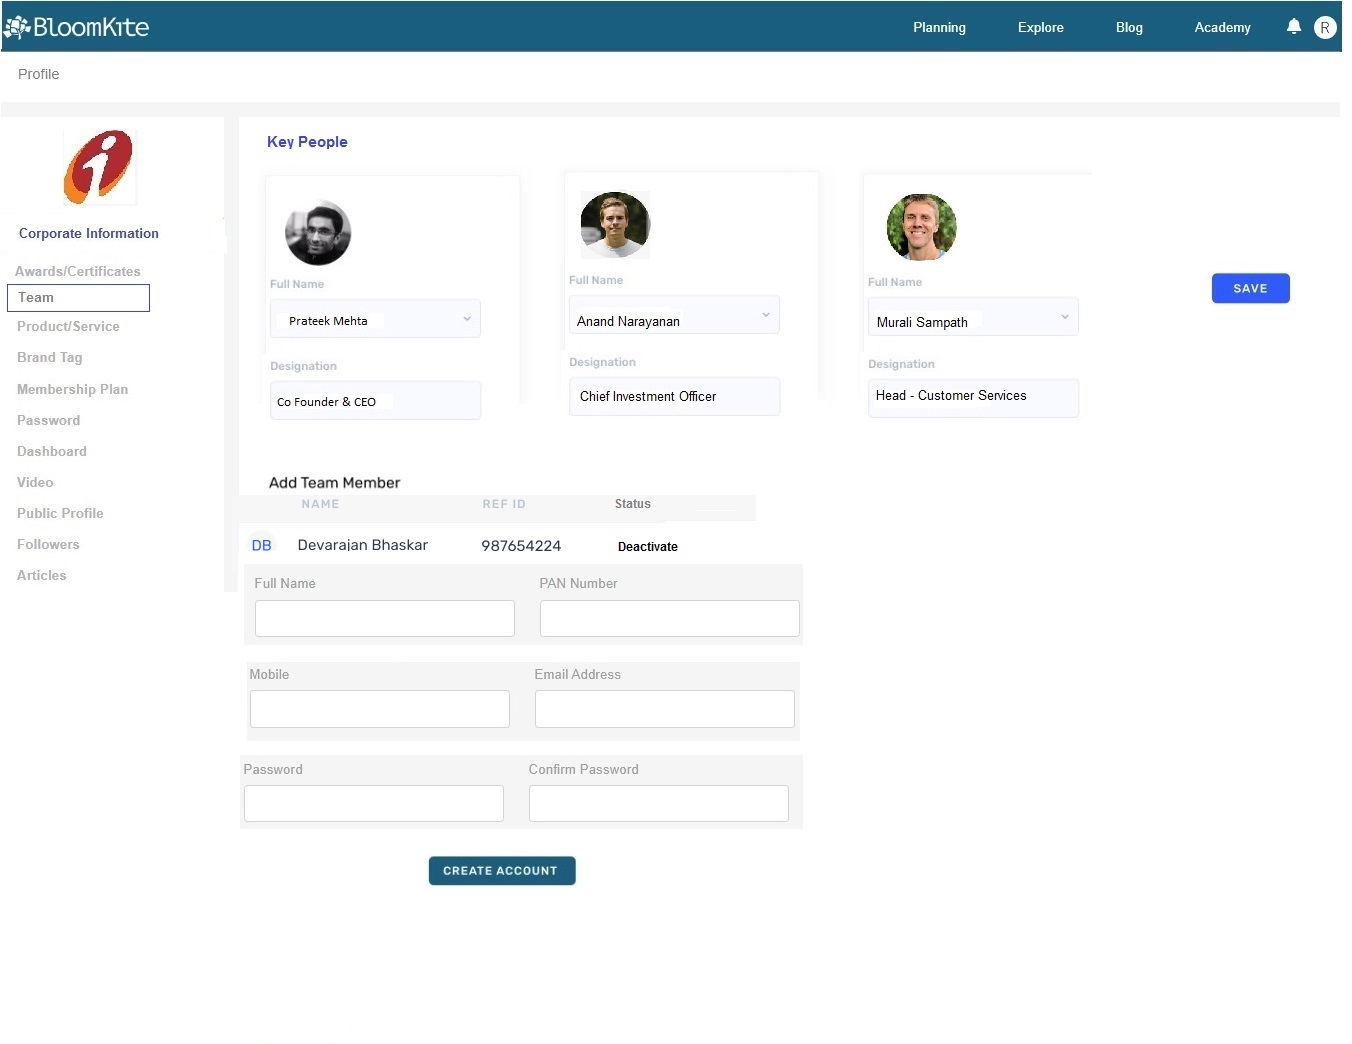 BloomKite
Planning
Explore
Blog
Academy
R
Profile
Corporate Information
Awards/Certificates
Team
Product/Service
Brand Tag
Membership Plan
Password
Dashboard
Video
Public Profile
Followers
Articles
Key People
Full Name
Prateek Mehta
Designation
Co Founder & CEO
Full Name
Anand Narayanan
Designation
Chief Investment Officer
Full Name
Murali Sampath
Designation
Head - Customer Services
SAVE
Add Team Member
NAME REF ID Status
DB Devarajan Bhaskar 987654224 Deactivate
Full Name PAN Number
Mobile Email Address
Password Confirm Password
CREATE ACCOUNT